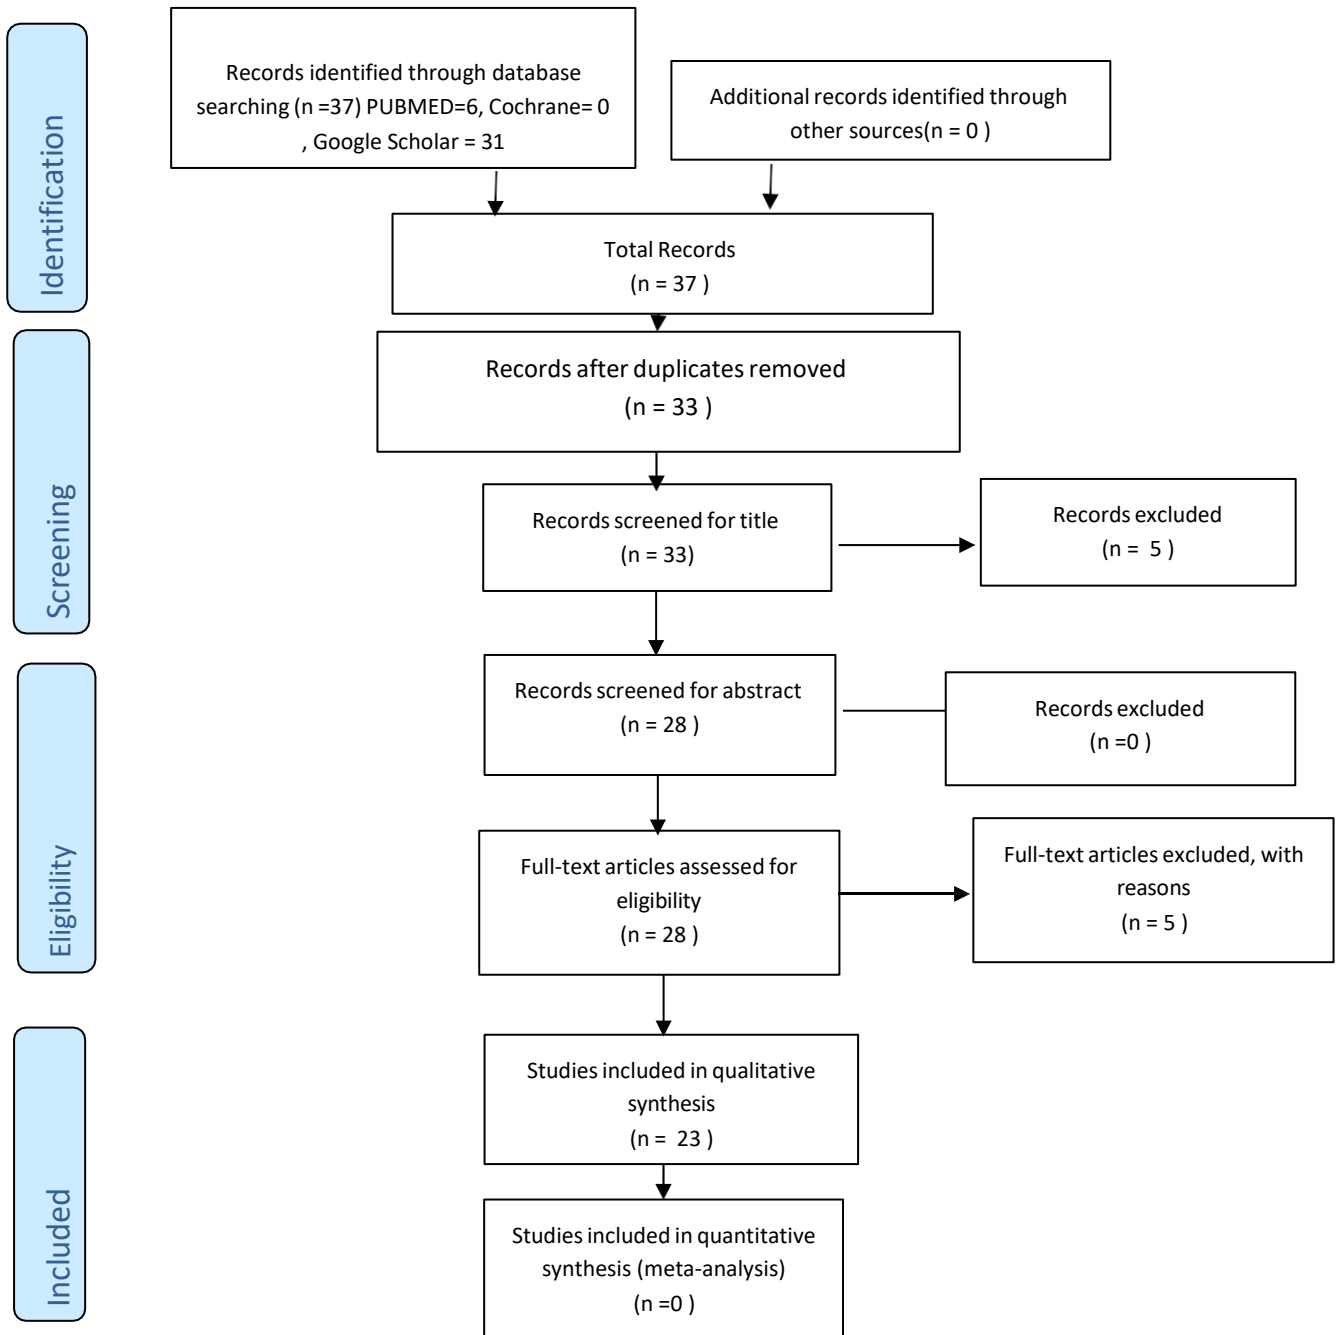 Identification
Records identified through database
searching (n =37) PUBMED=6, Cochrane= 0
, Google Scholar = 31
Additional records identified through
other sources(n = 0 )
Total Records
(n = 37 )
Screening
Records after duplicates removed
(n = 33 )
Records screened for title
(n = 33)
Records excluded
(n = 5 )
Eligibility
Records screened for abstract
(n = 28 )
Records excluded
(n =0 )
Full-text articles assessed for
eligibility
(n = 28 )
Full-text articles excluded, with
reasons
(n = 5 )
Included
Studies included in qualitative
synthesis
(n = 23 )
Studies included in quantitative
synthesis (meta-analysis)
(n =0 )